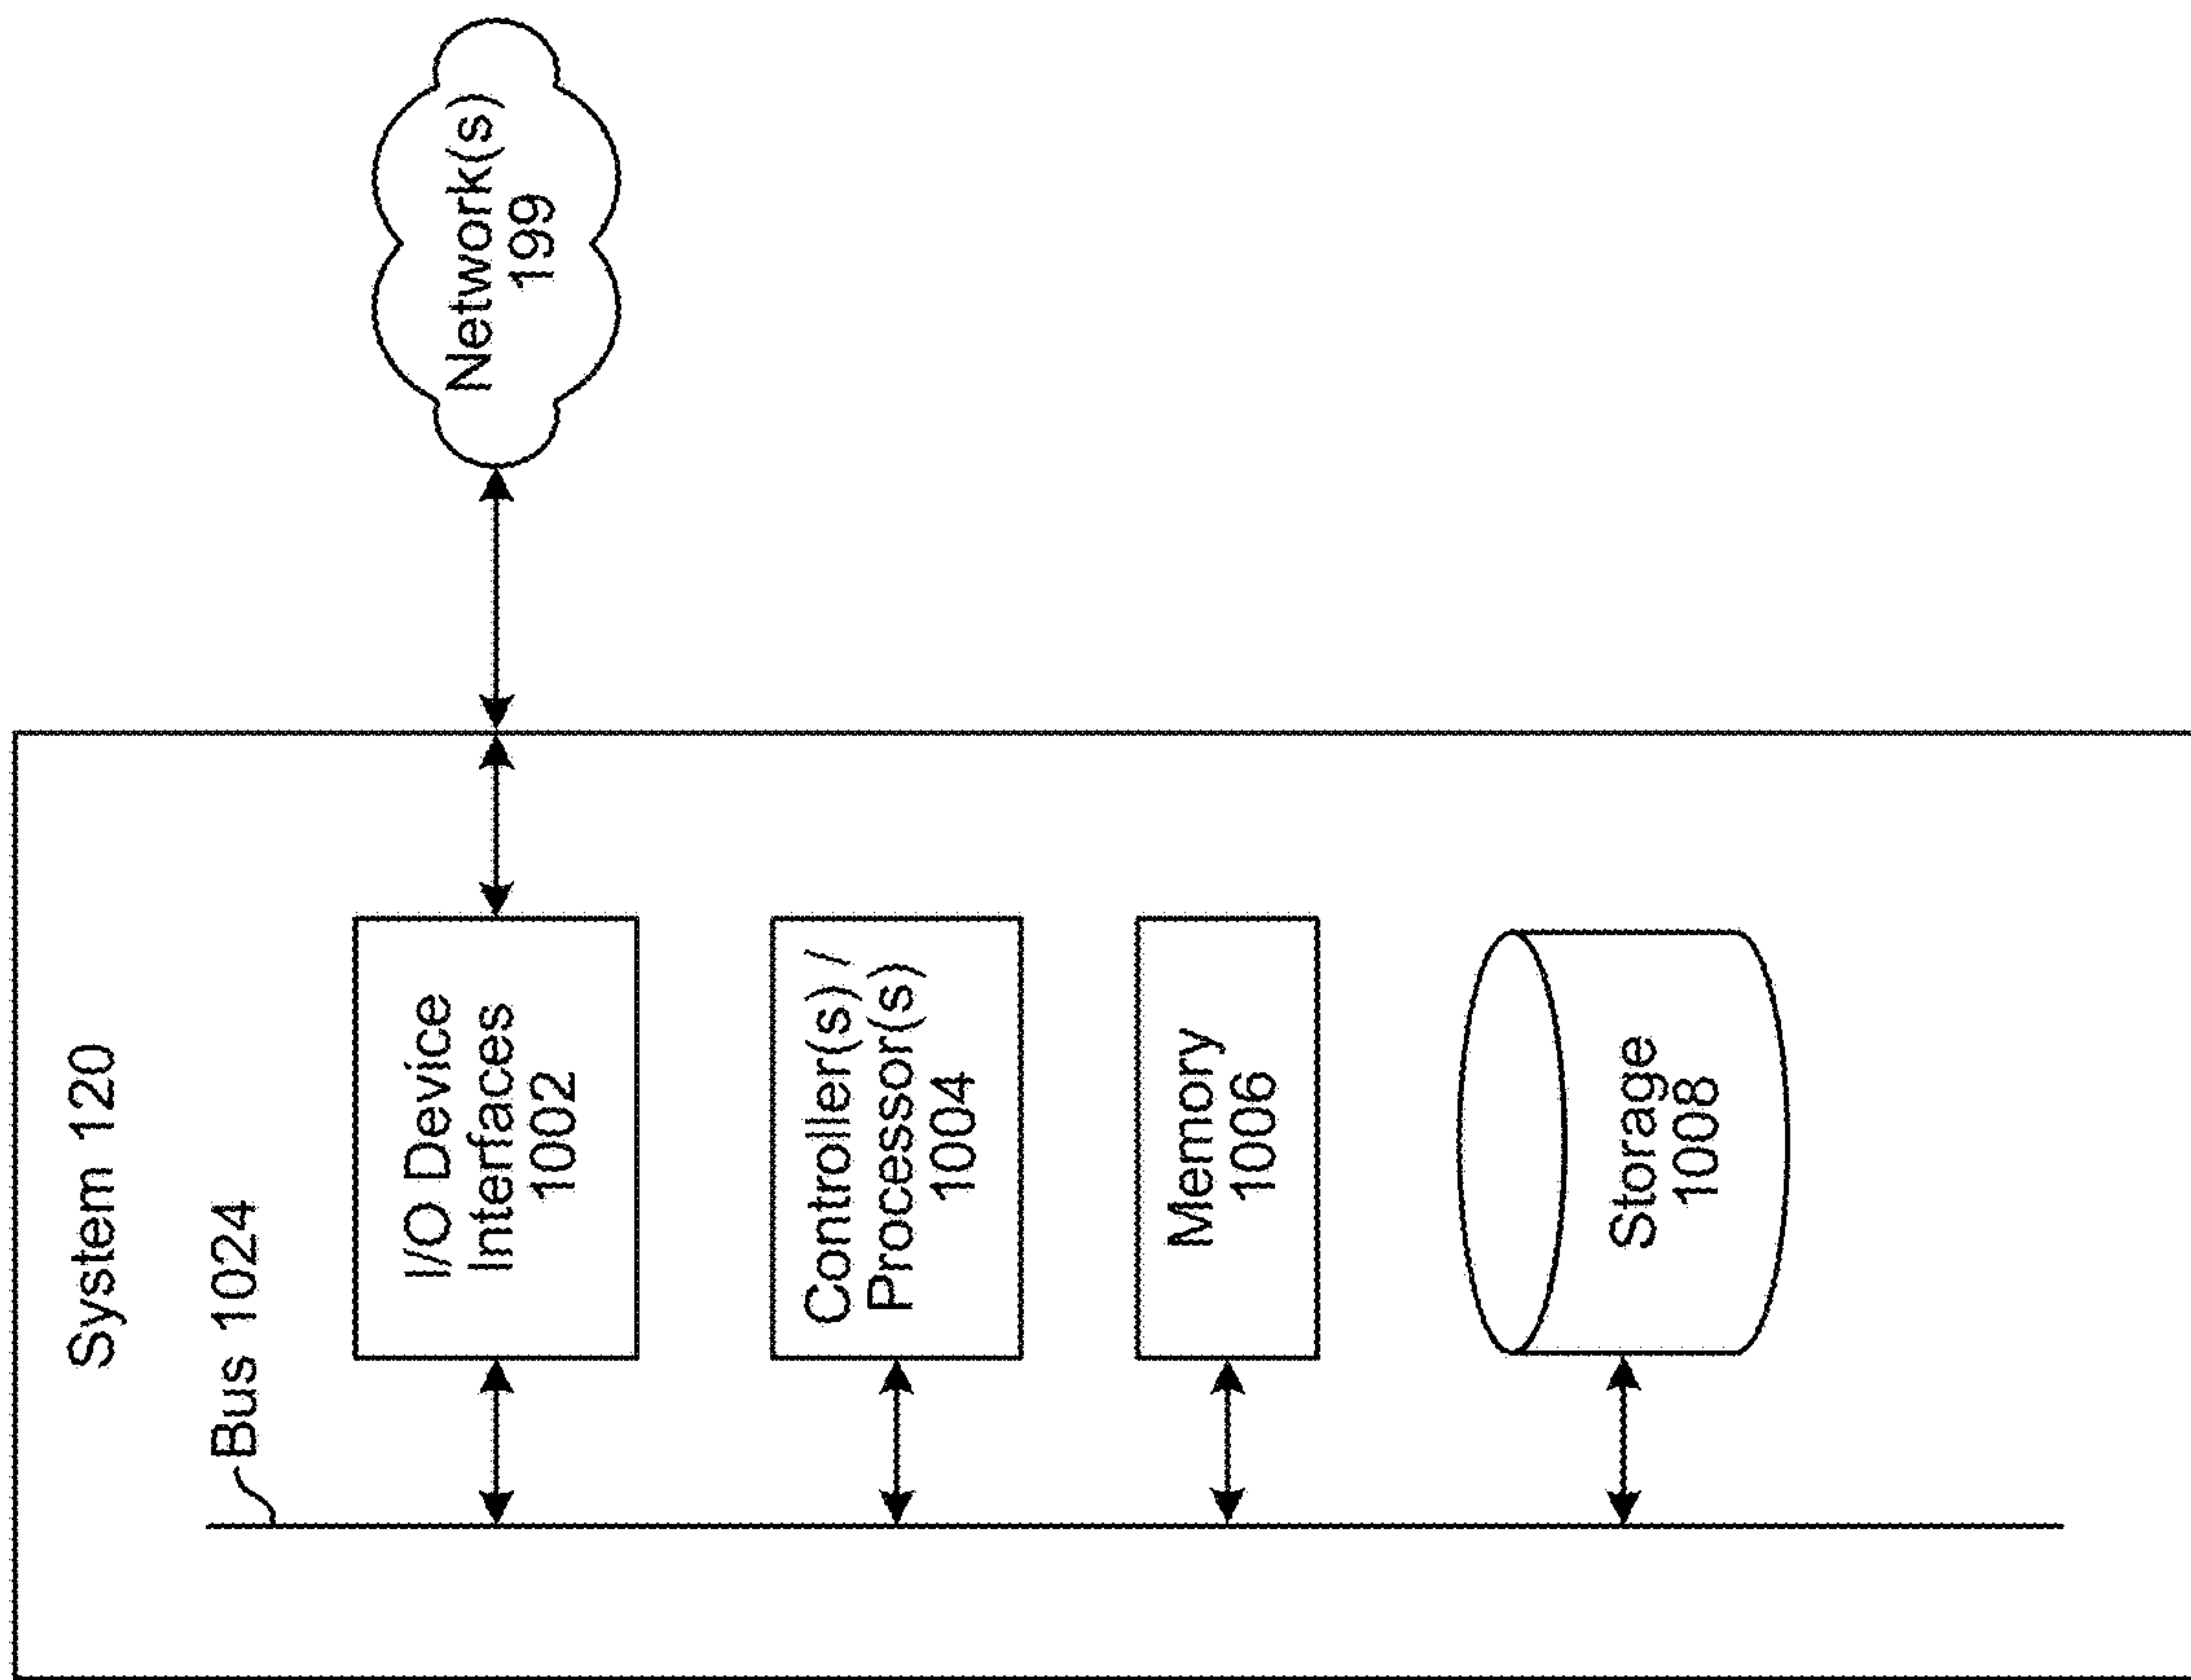 System 120
Bus 1024
I/O Device
Interfaces
1002
Network(s)
199
Controller(s) /
Processor(s)
1004
Memory
1006
Storage
1008